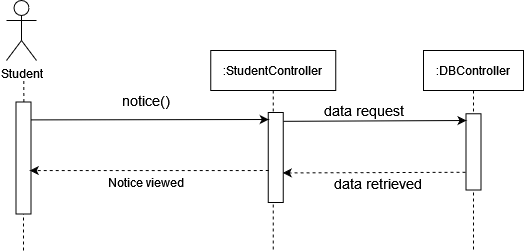 Student
:StudentController
:DBController
notice()
data request
Notice viewed
data retrieved